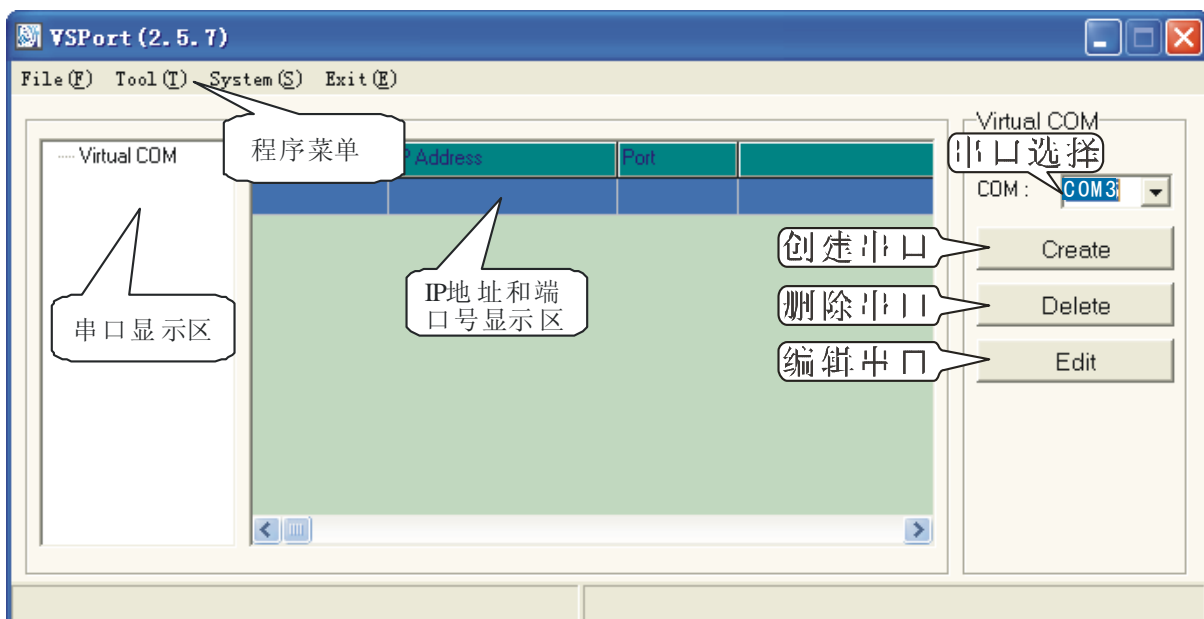 VSPort(2.5.7)
File(F) Tool(T) System(S) Exit(E)
程序菜单
Virtual COM
P Address
Port
Virtual COM
串口选择
COM :
COM3
创建串口
Create
IP地址和端
口号显示区
串口显示区
删除串口
Delete
编辑串口
Edit